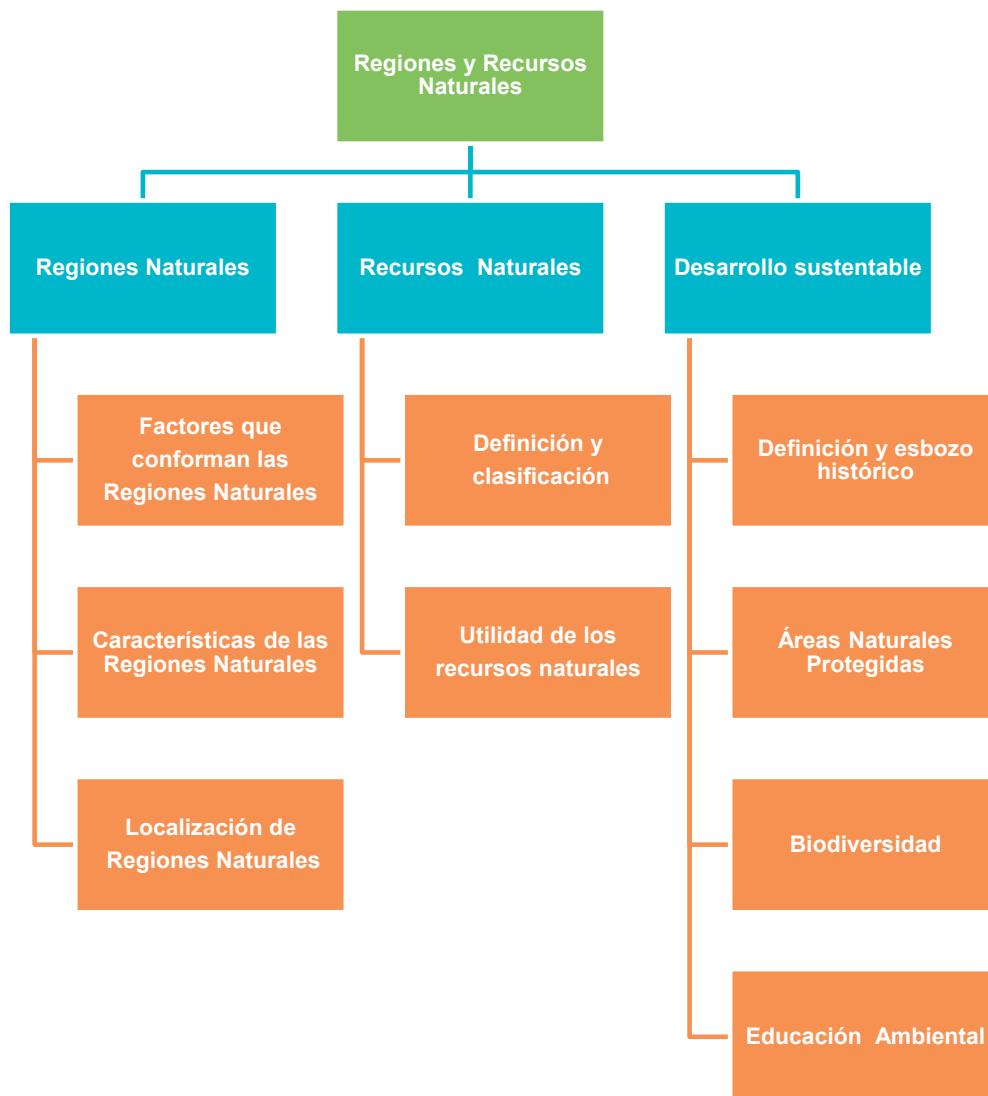 Regiones y Recursos
Naturales
Regiones Naturales
Recursos Naturales
Desarrollo sustentable
Factores que
conforman las
Regiones Naturales
Características de las
Regiones Naturales
Localización de
Regiones Naturales
Definición y
clasificación
Utilidad de los
recursos naturales
Definición y esbozo
histórico
Áreas Naturales
Protegidas
Biodiversidad
Educación Ambiental